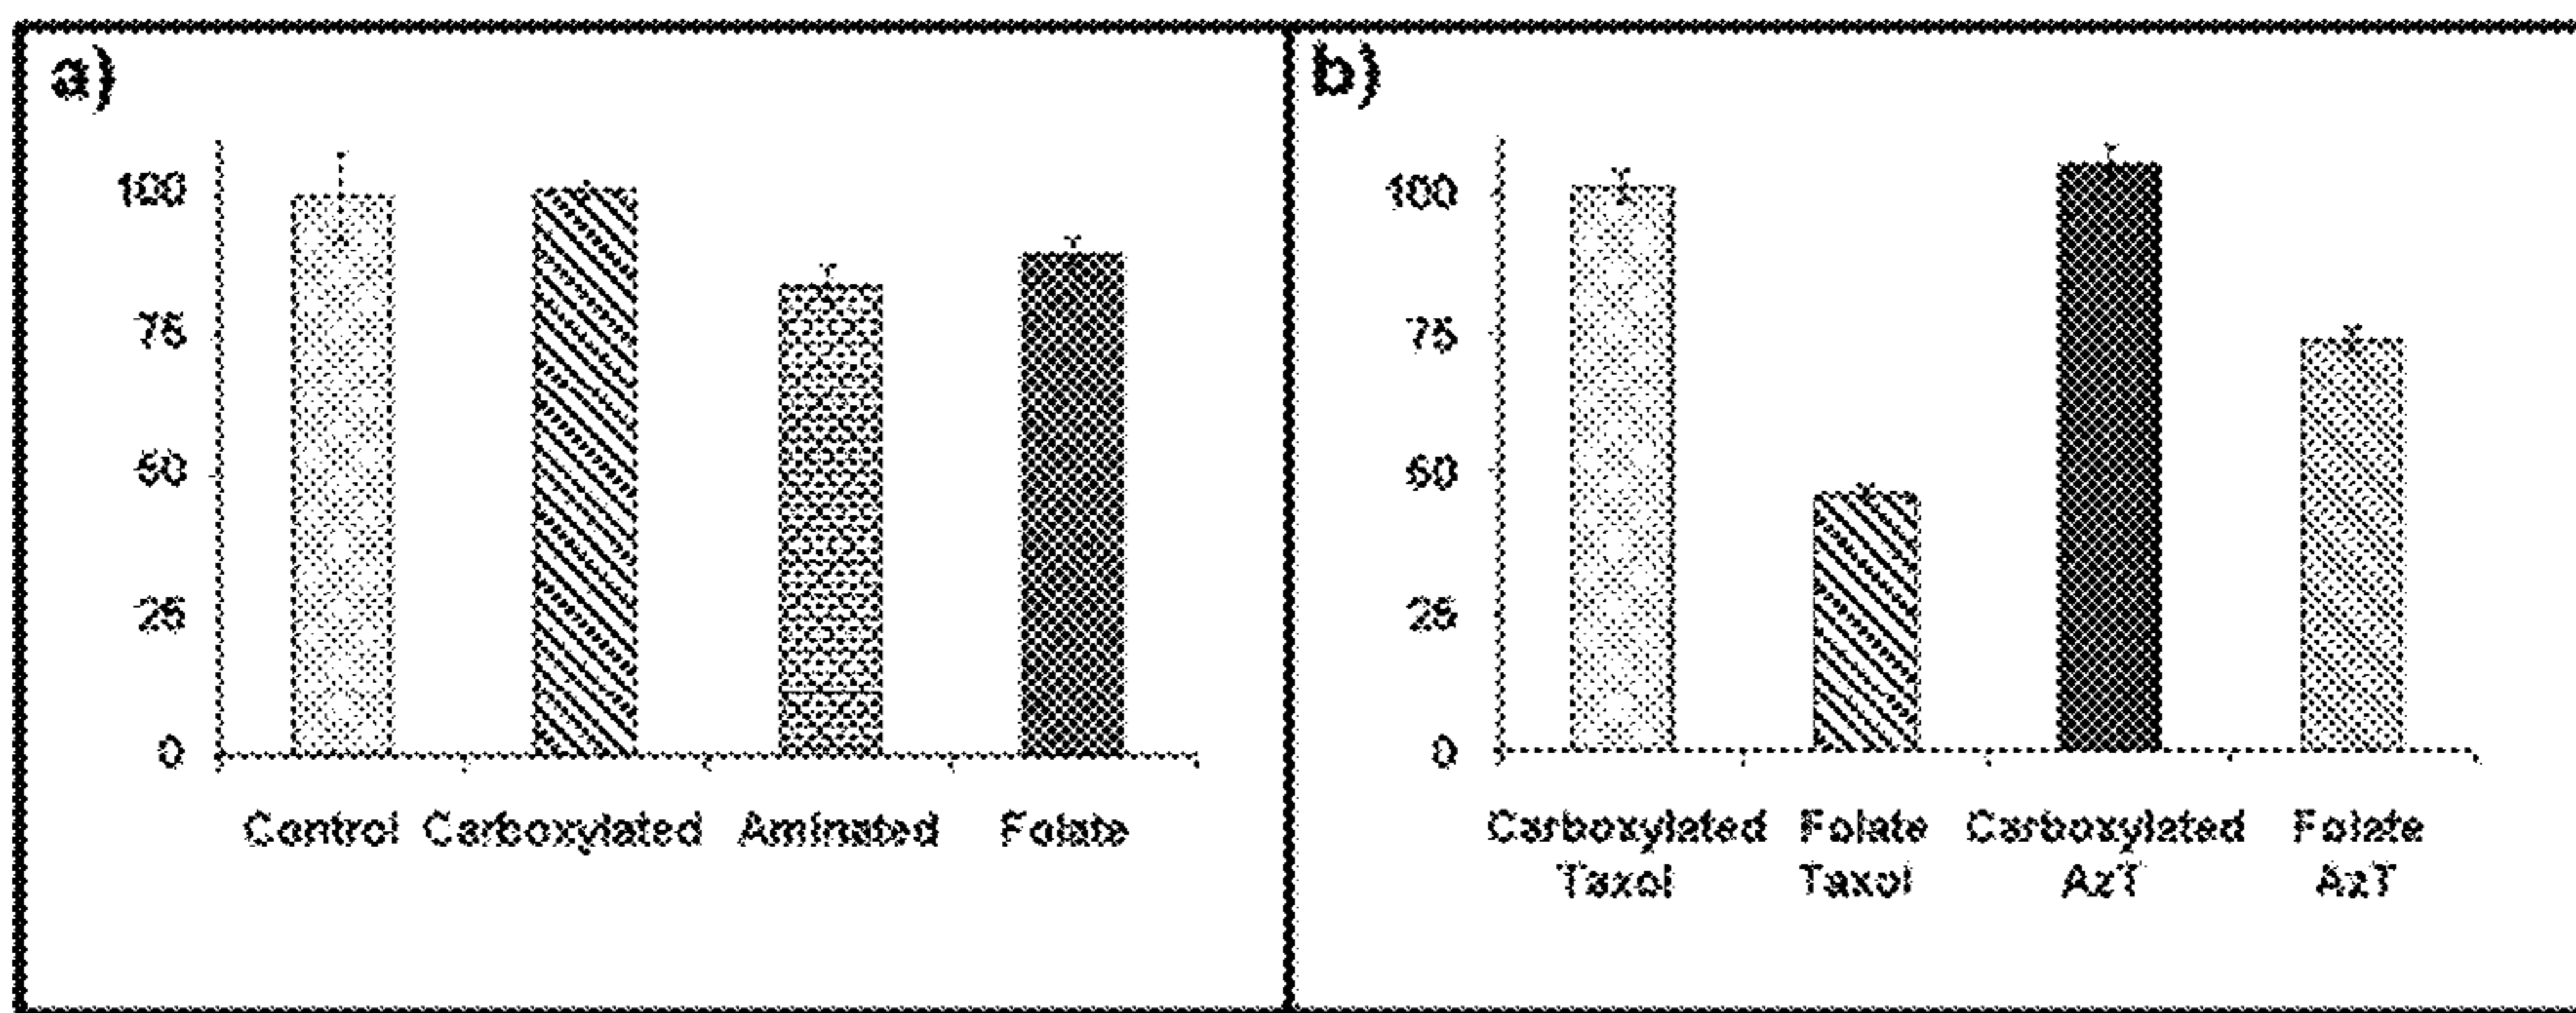 a)
100
75
50
25
0
Control Carboxylated Aminated Folate
b)
100
75
50
25
0
Carboxylated Folate Carboxylated Folate
Taxol Taxol AzT AzT